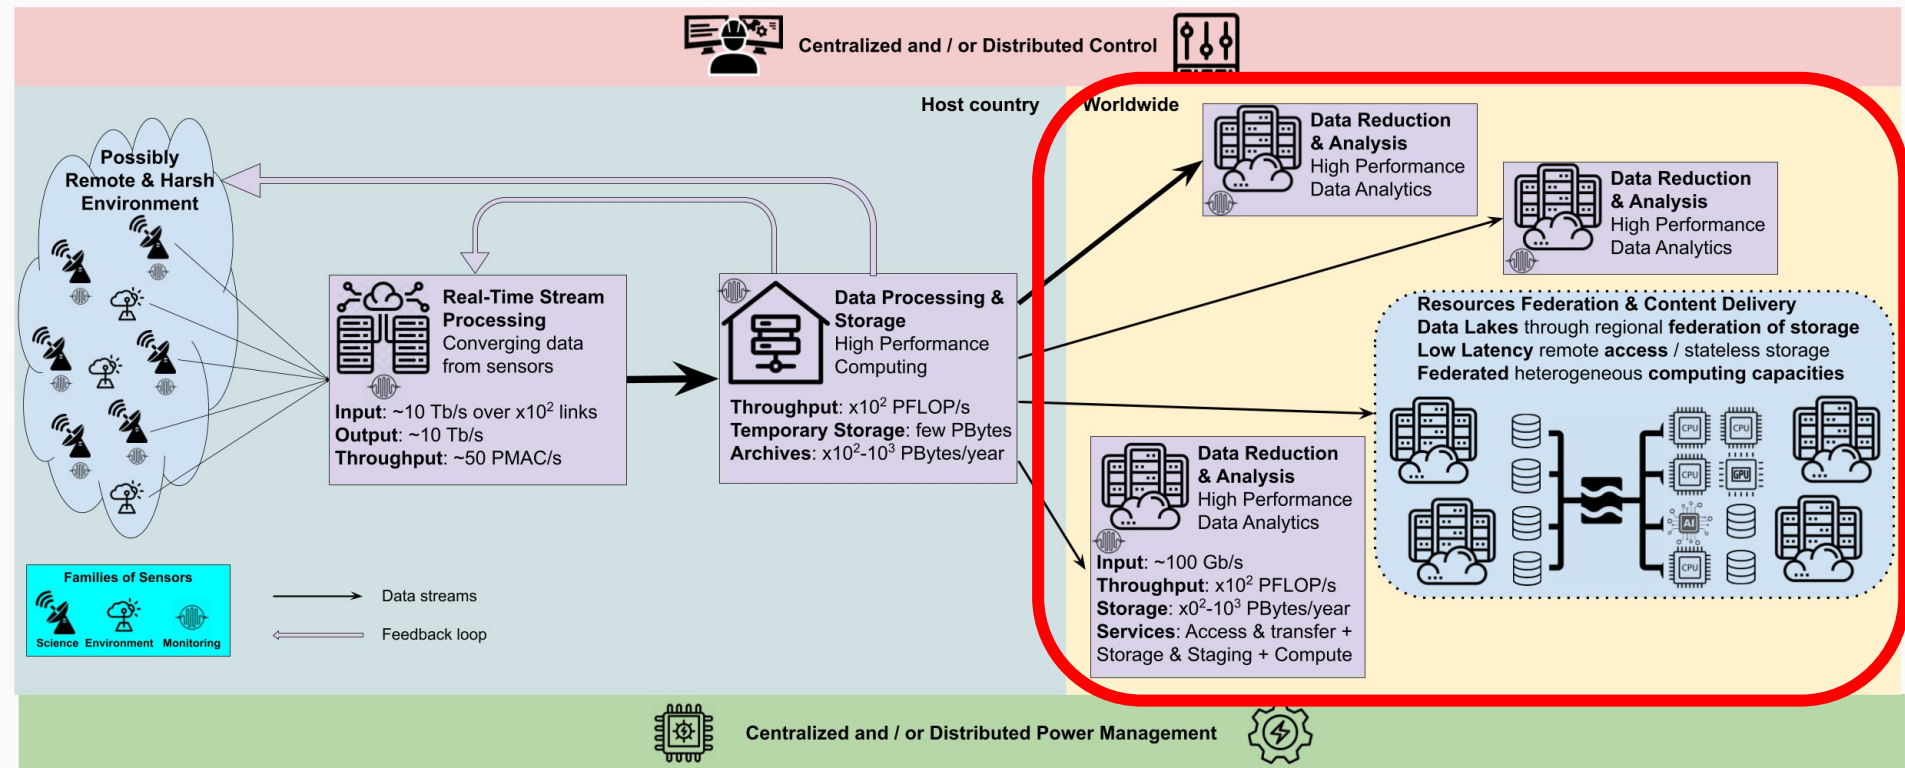 Centralized and / or Distributed Control
Host country
Worldwide
Possibly
Remote & Harsh
Environment
Real-Time Stream
Processing
Converging data
from sensors
Input: ~10 Tb/s over x10² links
Output: ~10 Tb/s
Throughput: ~50 PMAC/s
Data Processing &
Storage
High Performance
Computing
Throughput: x10² PFLOP/s
Temporary Storage: few PBytes
Archives: x10²-10³ PBytes/year
Data Reduction
& Analysis
High Performance
Data Analytics
Data Reduction
& Analysis
High Performance
Data Analytics
Resources Federation & Content Delivery
Data Lakes through regional federation of storage
Low Latency remote access / stateless storage
Federated heterogeneous computing capacities
CPU
CPU
CPU
GPU
AI
CPU
Data Reduction
& Analysis
High Performance
Data Analytics
Input: ~100 Gb/s
Throughput: x10² PFLOP/s
Storage: x0²-10³ PBytes/year
Services: Access & transfer +
Storage & Staging + Compute
Families of Sensors
Science Environment Monitoring
Data streams
Feedback loop
Centralized and / or Distributed Power Management